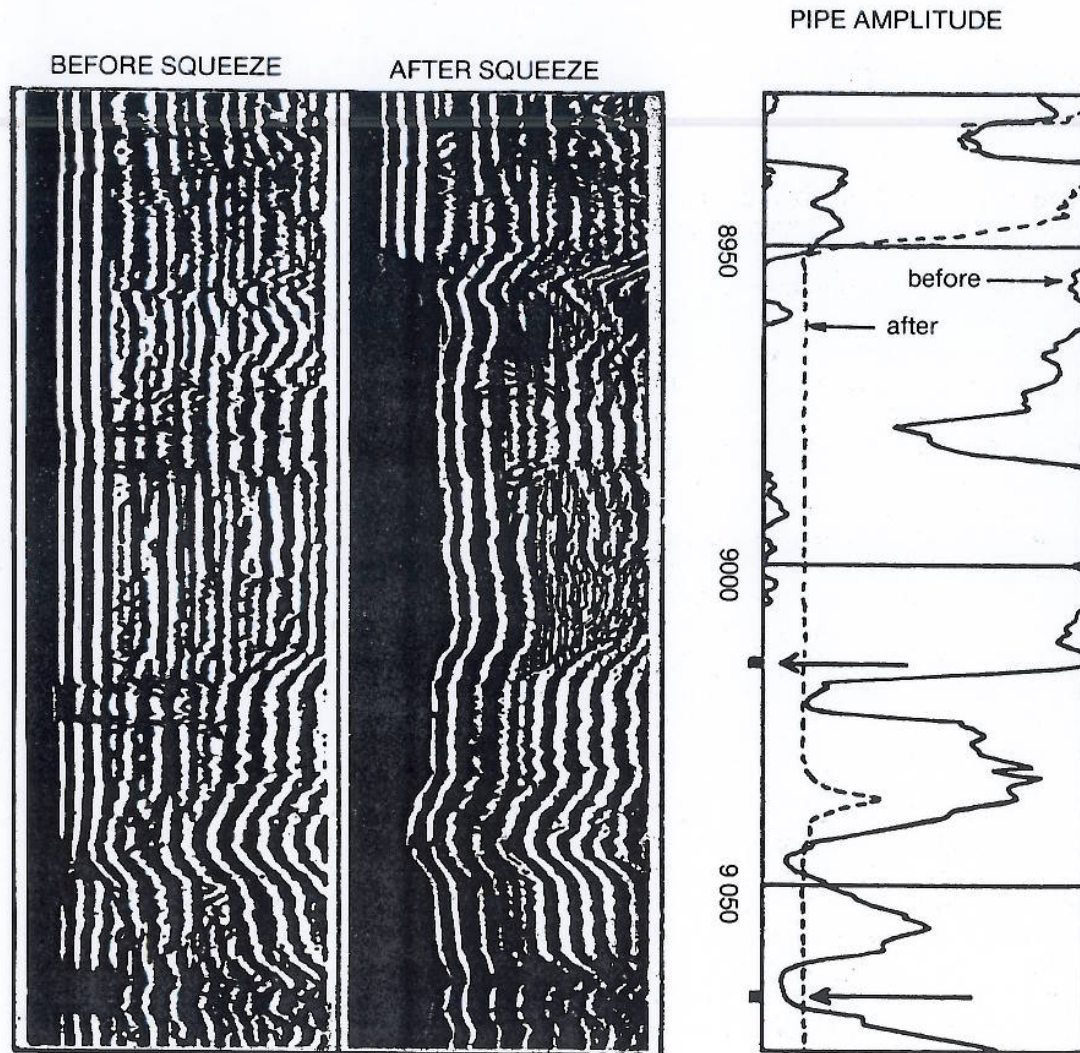 PIPE AMPLITUDE
BEFORE SQUEEZE
AFTER SQUEEZE
8950
before
after
9000
9 050